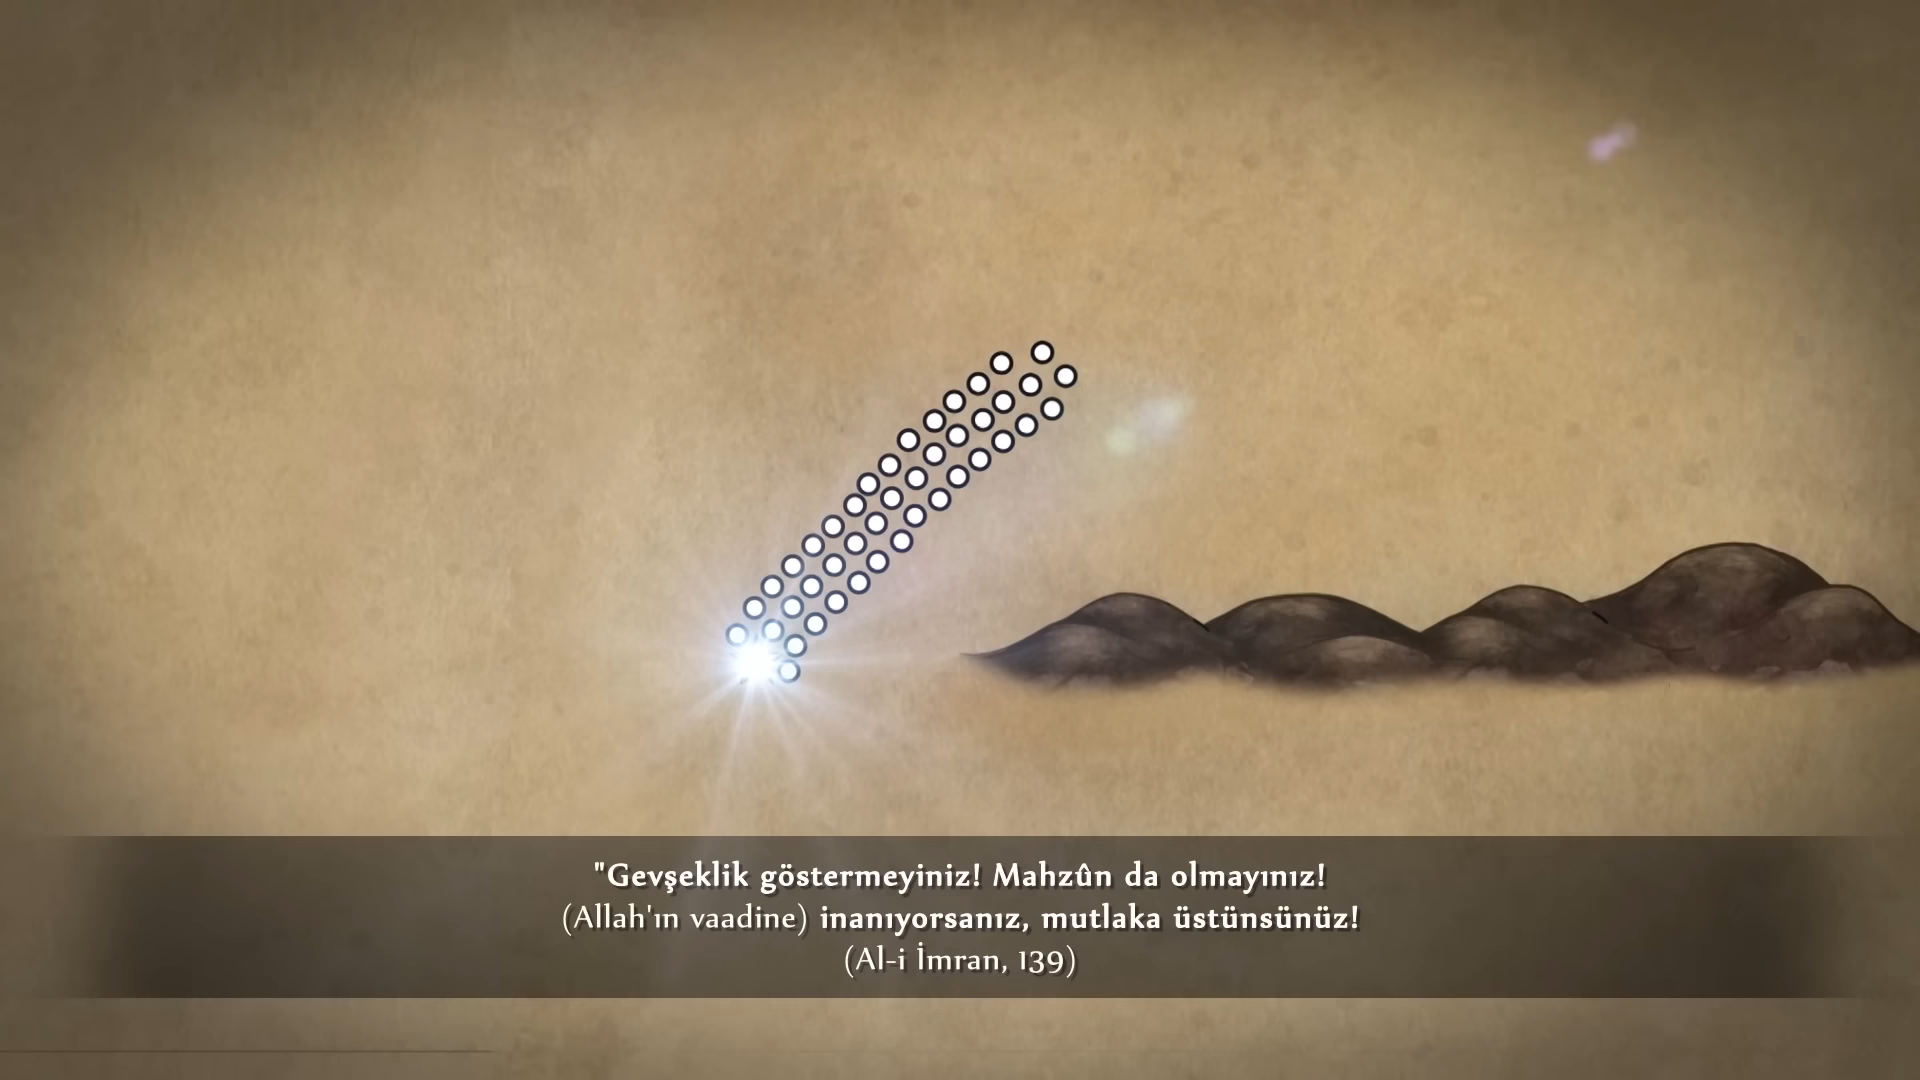 "Gevşeklik göstermeyiniz! Mahzûn da olmayınız!
(Allah'ın vaadine) inanıyorsanız, mutlaka üstünsünüz!
(Al-i İmran, 139)